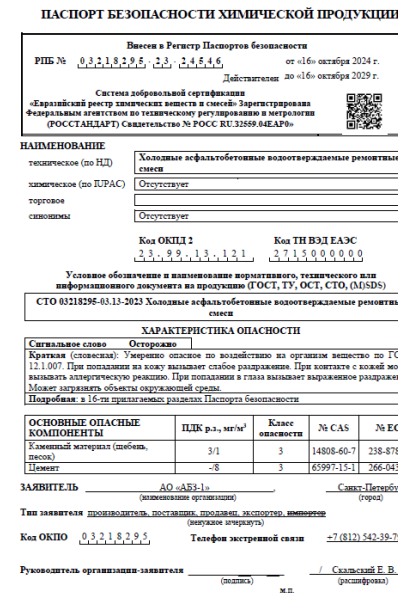 ПАСПОРТ БЕЗОПАСНОСТИ ХИМИЧЕСКОЙ ПРОДУКЦИИ
Внесен в Регистр Паспортов безопасности
РПБ № 03218295 . 23 . 24546 от «16» октября 2024 г.
Действителен до «16» октября 2029 г.
Система добровольной сертификации
«Евразийский реестр химических веществ и смесей» Зарегистрирована
Федеральным агентством по техническому регулированию и метрологии
(РОССТАНДАРТ) Свидетельство № РОСС RU.32559.04ЕАР0»
НАИМЕНОВАНИЕ
техническое (по НД) Холодные асфальтобетонные водоотверждаемые ремонтные
смеси
химическое (по IUPAC) Отсутствует
торговое
синонимы Отсутствует
Код ОКПД 2 Код ТН ВЭД ЕАЭС
23.99.13.121 2715000000
Условное обозначение и наименование нормативного, технического или
информационного документа на продукцию (ГОСТ, ТУ, ОСТ, СТО, (M)SDS)
СТО 03218295-03.13-2023 Холодные асфальтобетонные водоотверждаемые
смеси
ХАРАКТЕРИСТИКА ОПАСНОСТИ
Сигнальное слово Осторожно
Краткая (словесная): Умеренно опасное по воздействию на организм вещество по
12.1.007. При попадании на кожу вызывает слабое раздражение. При контакте с кожей
вызывать аллергическую реакцию. При попадании в глаза вызывает выраженное
Может загрязнять объекты окружающей среды.
Подробная: в 16-ти прилагаемых разделах Паспорта безопасности
ОСНОВНЫЕ ОПАСНЫЕ
КОМПОНЕНТЫ ПДК р.з., мг/м³ Класс
опасности № CAS №
Каменный материал (щебень,
песок) 3/1 3 14808-60-7 238-878
Цемент -/8 3 65997-15-1 266-043
ЗАЯВИТЕЛЬ АО «АБЗ-1»
(наименование организации) (город)
Тип заявителя производитель, поставщик, продавец, экспортер, импортер
(ненужное зачеркнуть)
Код ОКПО 03218295 Телефон экстренной связи +7 (812) 542-39-7
Руководитель организации-заявителя / Скальский Е. В.
(подпись) (расшифровка)
м.п.